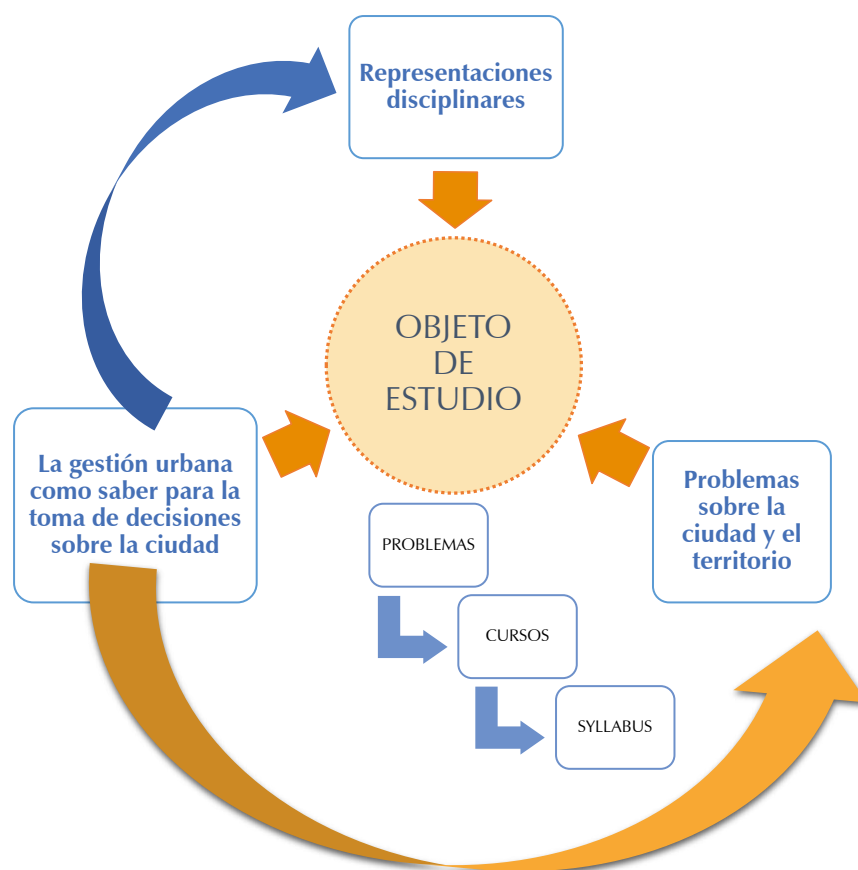 Representaciones
disciplinares
OBJETO
DE
ESTUDIO
La gestión urbana
como saber para la
toma de decisiones
sobre la ciudad
Problemas
sobre la
ciudad y el
territorio
PROBLEMAS
CURSOS
SYLLABUS